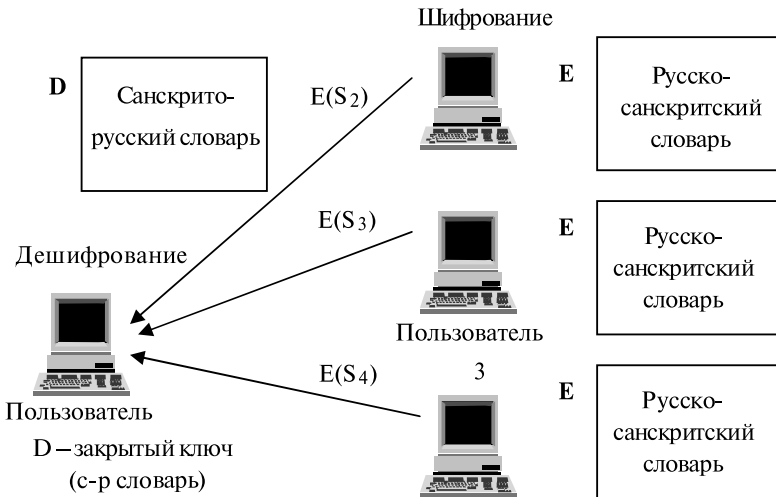 Шифрование
D
Санскрито-
русский словарь
E(S₂)
E
Русско-
санскритский
словарь
E(S₃)
E
Русско-
санскритский
словарь
Дешифрование
Пользователь
3
E(S₄)
E
Русско-
санскритский
словарь
Пользователь
D – закрытый ключ
(с-р словарь)